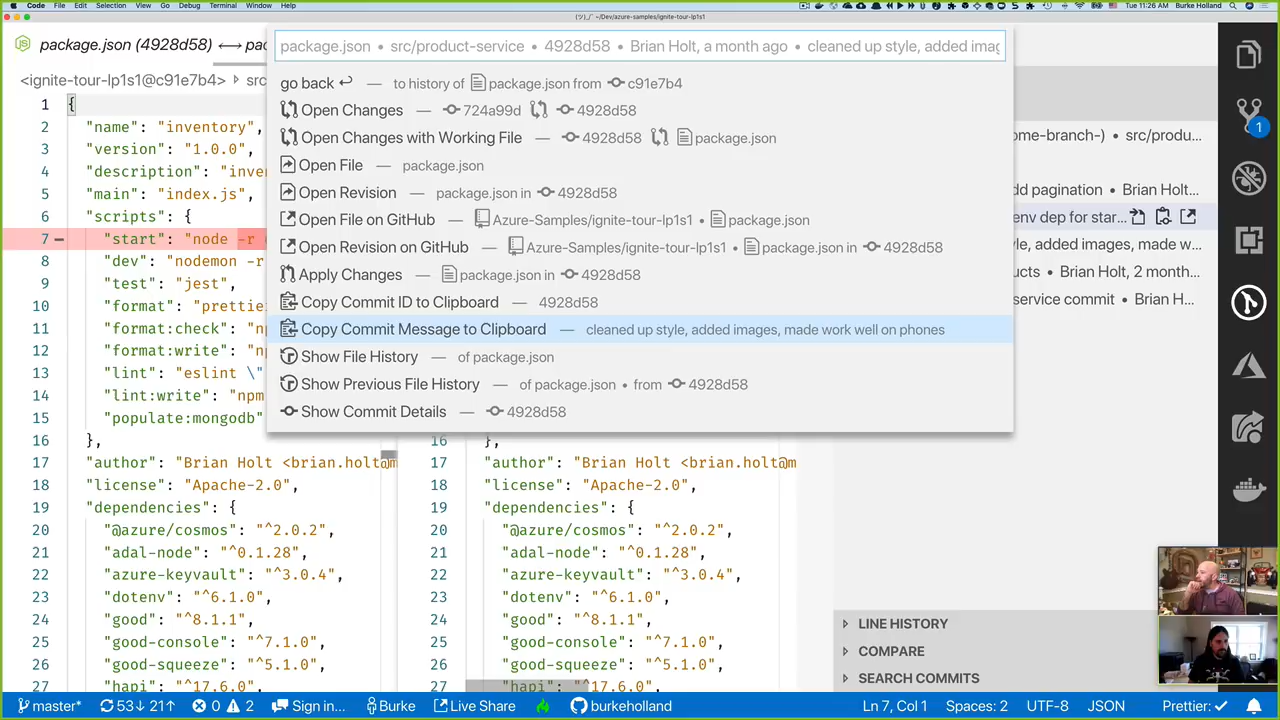 Code File Edit Selection View Go Debug Terminal Window Help Tue 11:26 AM Burke Holland
~/Dev/azure-samples/ignite-tour-lp1s1
package.json (4928d58) ⟷ pac
<ignite-tour-lp1s1@c91e7b4> src
package.json • src/product-service • 4928d58 • Brian Holt, a month ago • cleaned up style, added imag
go back ↩ — to history of package.json from c91e7b4
Open Changes — 724a99d 4928d58
Open Changes with Working File — 4928d58 package.json
Open File — package.json
Open Revision — package.json in 4928d58
Open File on GitHub — Azure-Samples/ignite-tour-lp1s1 • package.json
Open Revision on GitHub — Azure-Samples/ignite-tour-lp1s1 • package.json in 4928d58
Apply Changes — package.json in 4928d58
Copy Commit ID to Clipboard — 4928d58
Copy Commit Message to Clipboard — cleaned up style, added images, made work well on phones
Show File History — of package.json
Show Previous File History — of package.json • from 4928d58
Show Commit Details — 4928d58
1 {
2 "name": "inventory",
3 "version": "1.0.0",
4 "description": "inven
5 "main": "index.js",
6 "scripts": {
7 "start": "node -r
8 "dev": "nodemon -r
9 "test": "jest",
10 "format": "prettie
11 "format:check": "np
12 "format:write": "np
13 "lint": "eslint \"
14 "lint:write": "npm
15 "populate:mongodb"
16 },
17 "author": "Brian Holt <brian.holt@m
18 "license": "Apache-2.0",
19 "dependencies": {
20 "@azure/cosmos": "^2.0.2",
21 "adal-node": "^0.1.28",
22 "azure-keyvault": "^3.0.4",
23 "dotenv": "^6.1.0",
24 "good": "^8.1.1",
25 "good-console": "^7.1.0",
26 "good-squeeze": "^5.1.0",
27 "hapi": "^17.6.0",
16 },
17 "author": "Brian Holt <brian.holt@m
18 "license": "Apache-2.0",
19 "dependencies": {
20 "@azure/cosmos": "^2.0.2",
21 "adal-node": "^0.1.28",
22 "azure-keyvault": "^3.0.4",
23 "dotenv": "^6.1.0",
24 "good": "^8.1.1",
25 "good-console": "^7.1.0",
26 "good-squeeze": "^5.1.0",
27 "hapi": "^17.6.0",
ome-branch-) • src/produ...
dd pagination • Brian Holt...
env dep for star...
le, added images, made w...
ucts • Brian Holt, 2 month...
service commit • Brian H...
LINE HISTORY
COMPARE
SEARCH COMMITS
1
master* 53↓ 21↑ 0 2 Sign in... Burke Live Share burkeholland Ln 7, Col 1 Spaces: 2 UTF-8 JSON Prettier: ✓